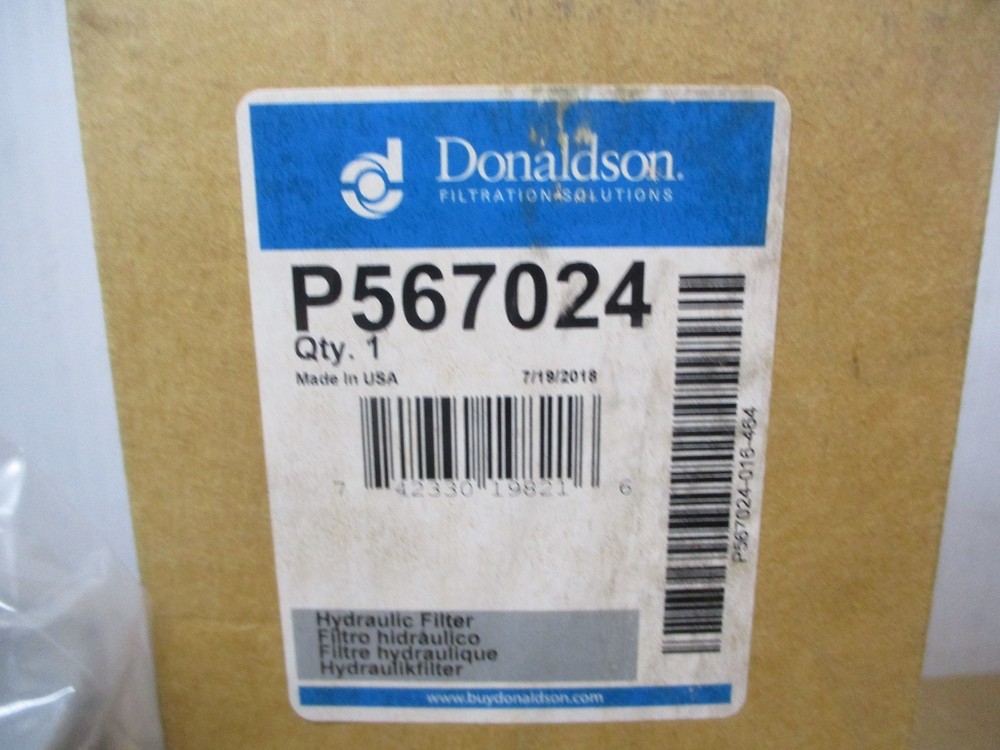 Donaldson.
FILTRATION SOLUTIONS
P567024
Qty. 1
Made In USA 7/19/2018
7 42330 19821 6
P567024-016-464
Hydraulic Filter
Filtro hidráulico
Filtre hydraulique
Hydraulikfilter
www.buydonaldson.com